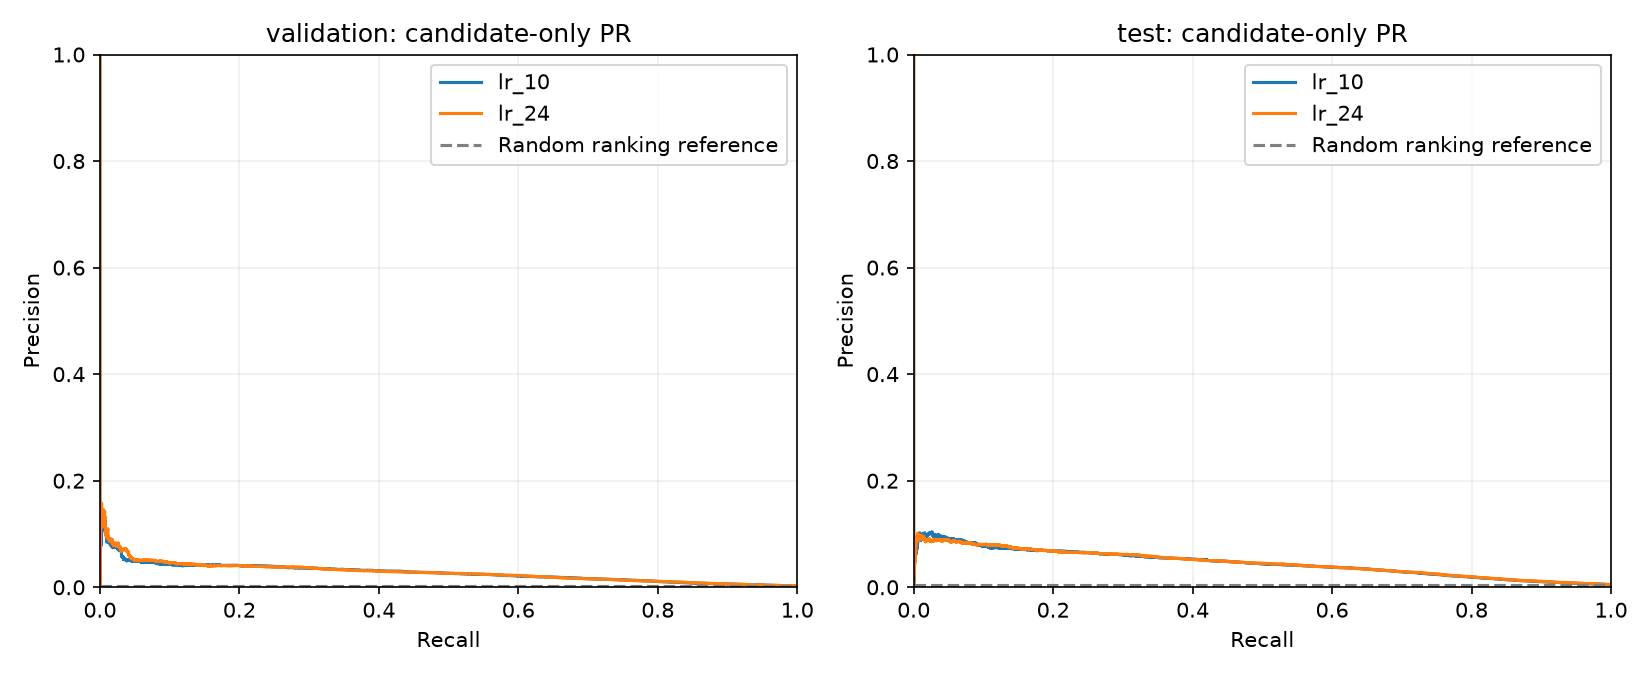 validation: candidate-only PR
1.0
0.8
0.6
0.4
0.2
0.0
Precision
lr_10
lr_24
Random ranking reference
0.0 0.2 0.4 0.6 0.8 1.0
Recall
test: candidate-only PR
1.0
0.8
0.6
0.4
0.2
0.0
Precision
lr_10
lr_24
Random ranking reference
0.0 0.2 0.4 0.6 0.8 1.0
Recall